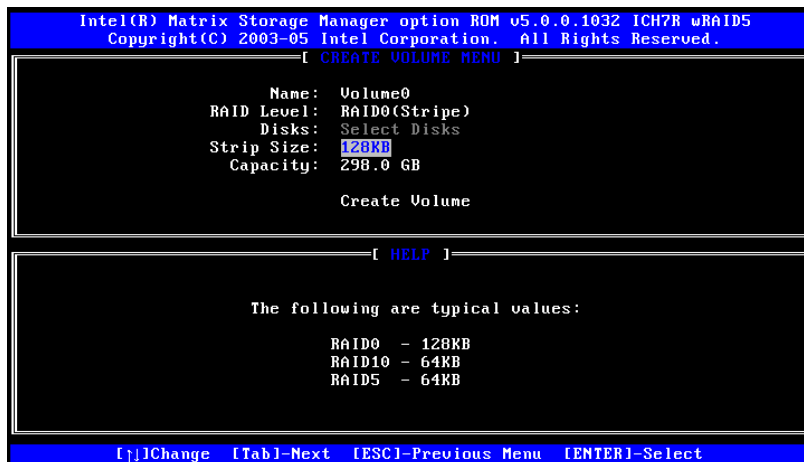 Intel(R) Matrix Storage Manager option ROM v5.0.0.1032 ICH7R wRAID5
Copyright(C) 2003-05 Intel Corporation. All Rights Reserved.
[ CREATE VOLUME MENU ]
Name: Volume0
RAID Level: RAID0(Stripe)
Disks: Select Disks
Strip Size: 128KB
Capacity: 298.0 GB
Create Volume
[ HELP ]
The following are typical values:
RAID0 - 128KB
RAID10 - 64KB
RAID5 - 64KB
[↑↓]Change [Tab]-Next [ESC]-Previous Menu [ENTER]-Select